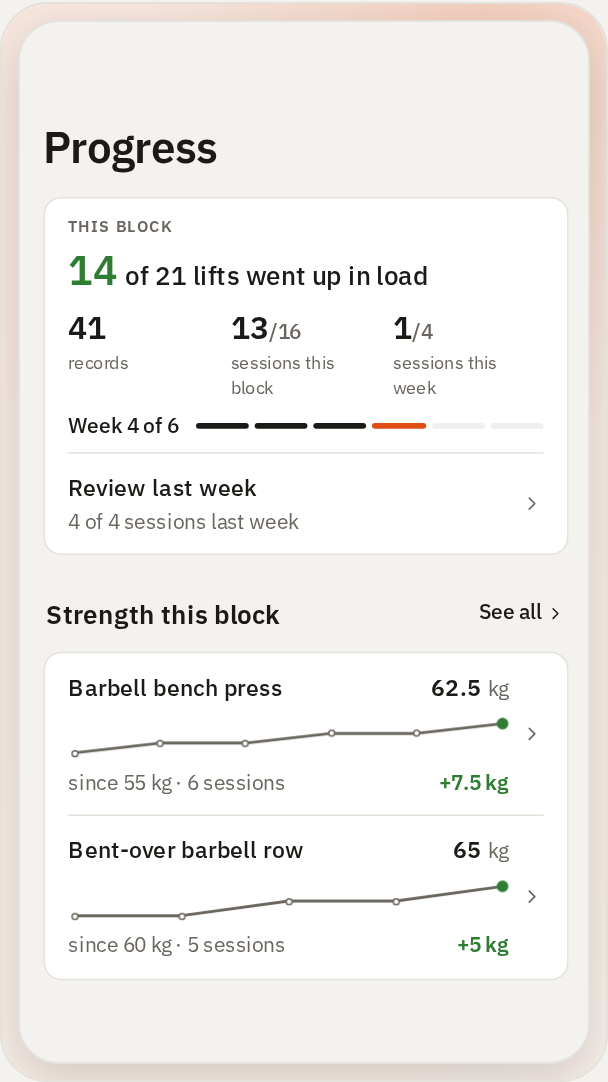 Progress
THIS BLOCK
14 of 21 lifts went up in load
41 13/16 1/4
records sessions this sessions this
block week
Week 4 of 6
Review last week
4 of 4 sessions last week
Strength this block See all
Barbell bench press 62.5 kg
since 55 kg · 6 sessions +7.5 kg
Bent-over barbell row 65 kg
since 60 kg · 5 sessions +5 kg